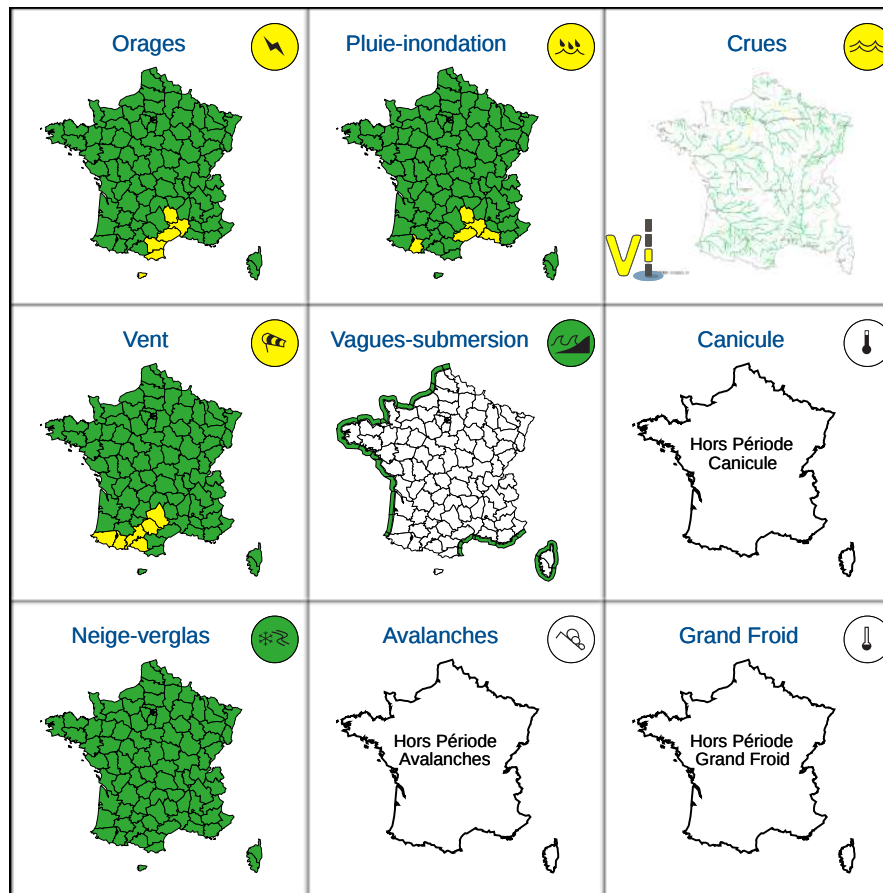 Orages
Pluie-inondation
Crues
Vi
Vent
Vagues-submersion
Canicule
Hors Période
Canicule
Neige-verglas
Avalanches
Grand Froid
Hors Période
Avalanches
Hors Période
Grand Froid